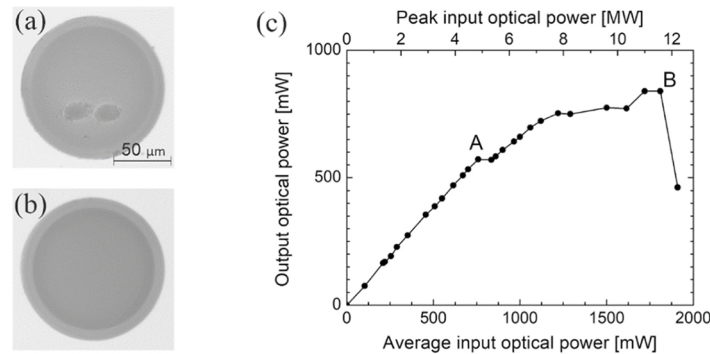 (a)
50 µm
(b)
(c)
Peak input optical power [MW]
0 2 4 6 8 10 12
1000
500
0
Output optical power [mW]
A
B
0 500 1000 1500 2000
Average input optical power [mW]